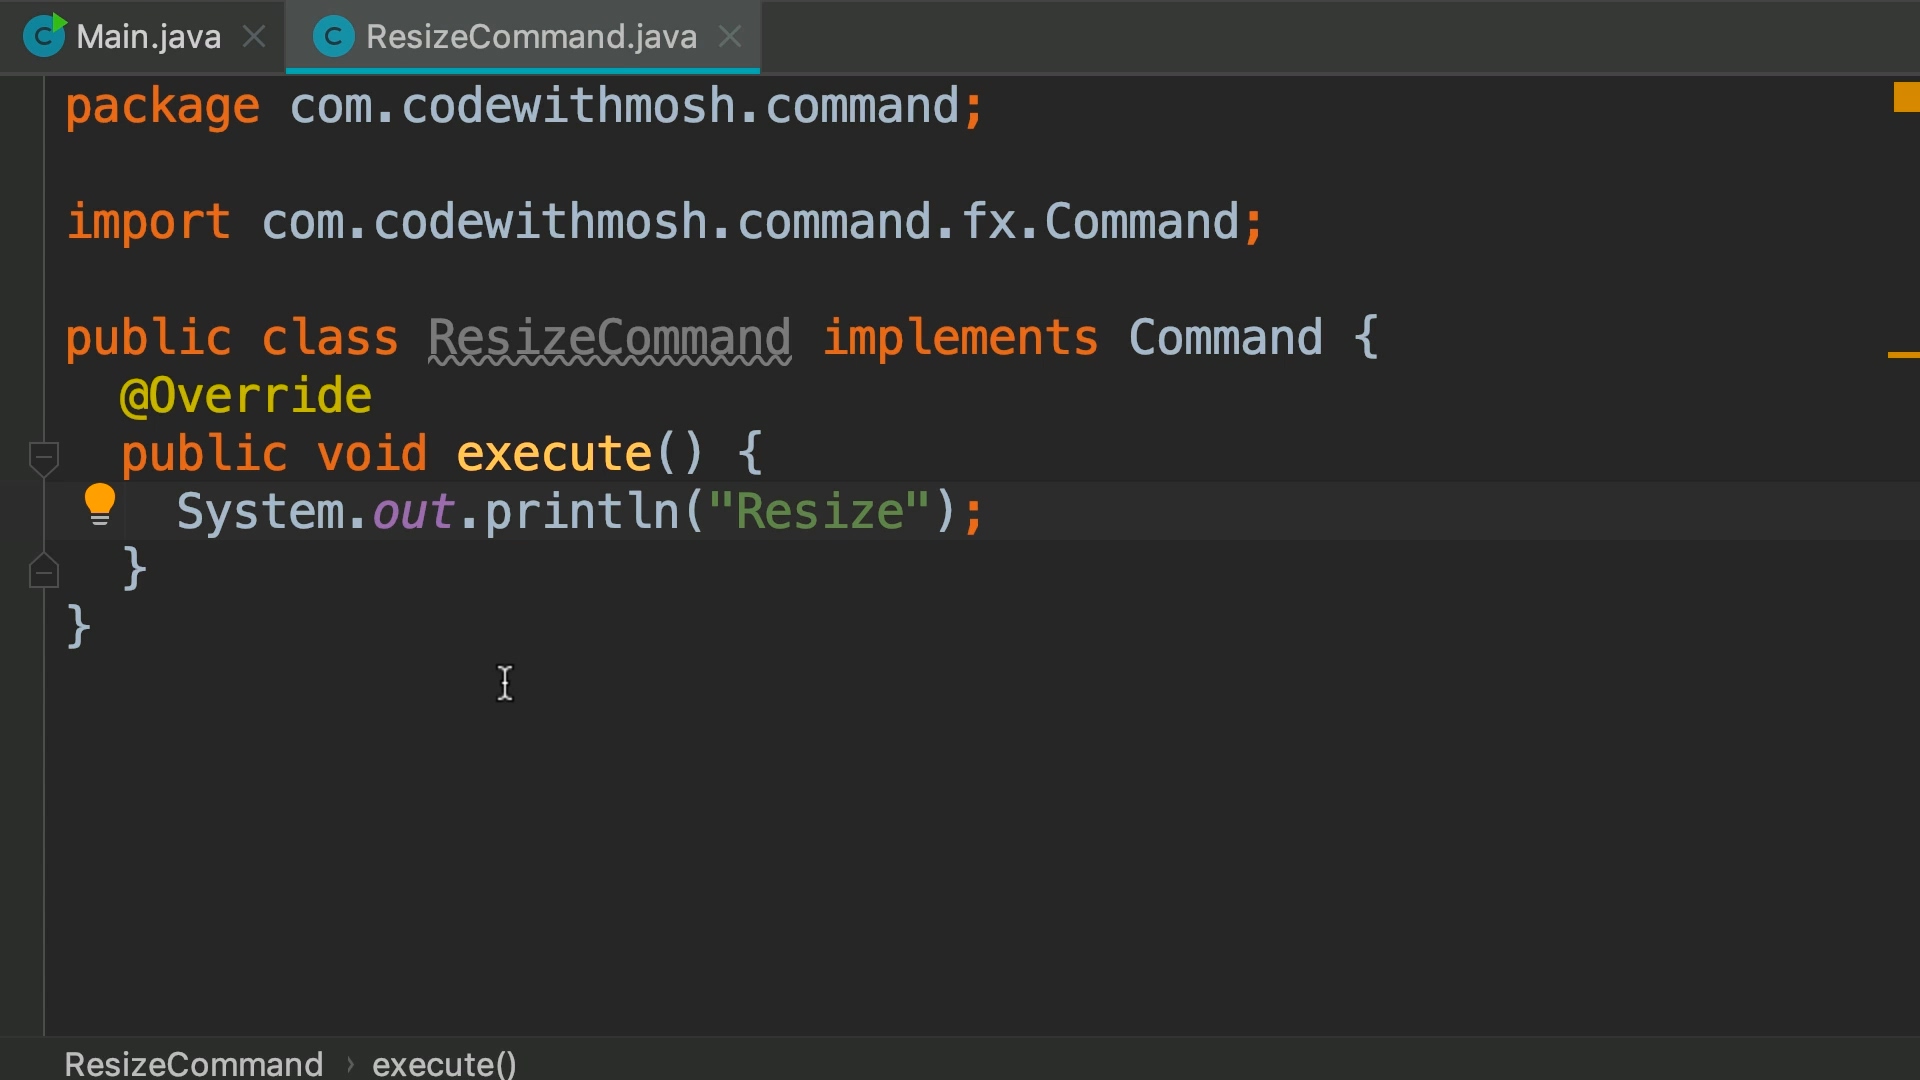 Main.java
ResizeCommand.java
package com.codewithmosh.command;
import com.codewithmosh.command.fx.Command;
public class ResizeCommand implements Command {
@Override
public void execute() {
System.out.println("Resize");
}
}
ResizeCommand › execute()